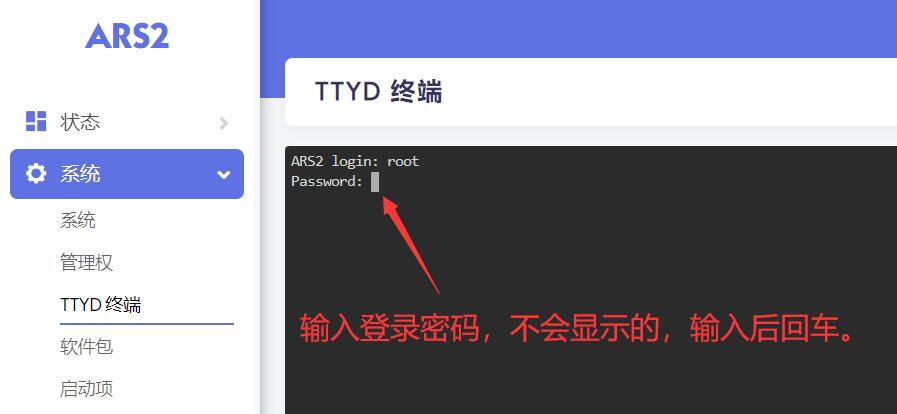 ARS2
状态
系统
系统
管理权
TTYD 终端
软件包
启动项
TTYD 终端
ARS2 login: root
Password:
输入登录密码，不会显示的，输入后回车。